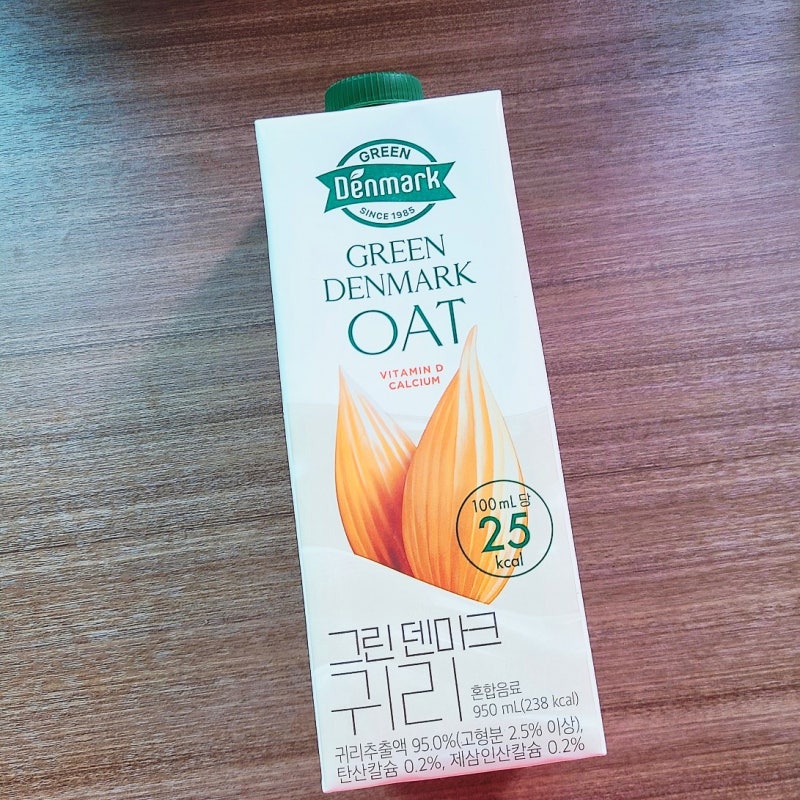 GREEN
Denmark
SINCE 1985
GREEN
DENMARK
OAT
VITAMIN D
CALCIUM
100 mL 당
25
kcal
그린 덴마크
귀리
혼합음료
950 mL(238 kcal)
귀리추출액 95.0%(고형분 2.5% 이상),
탄산칼슘 0.2%, 제삼인산칼슘 0.2%